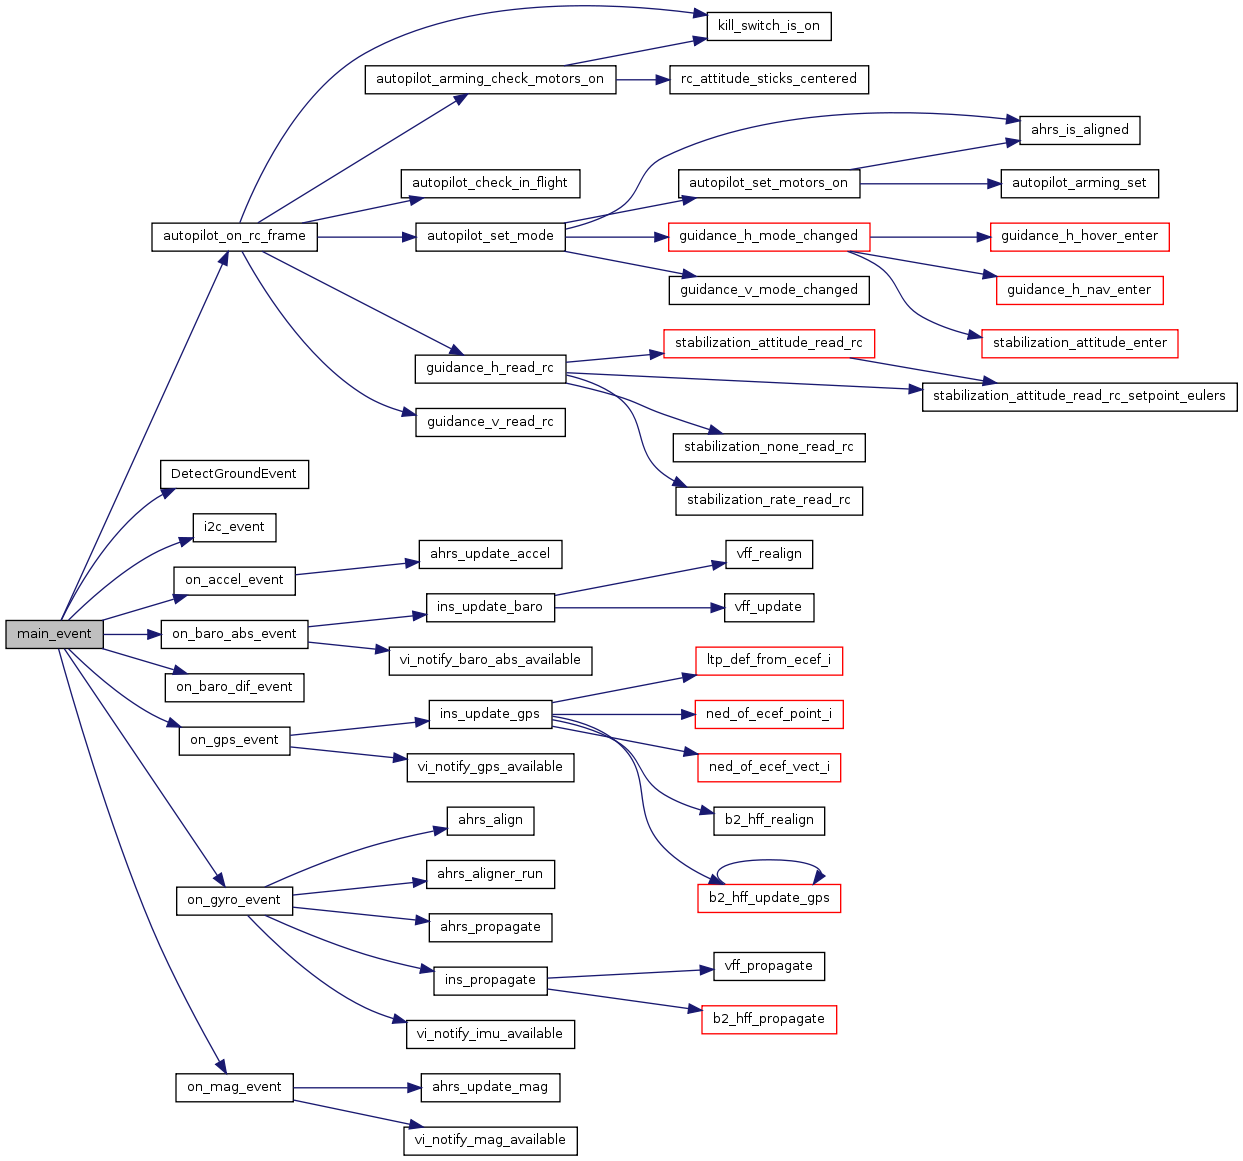 kill_switch_is_on
autopilot_arming_check_motors_on
rc_attitude_sticks_centered
ahrs_is_aligned
autopilot_check_in_flight
autopilot_set_motors_on
autopilot_arming_set
autopilot_on_rc_frame
autopilot_set_mode
guidance_h_mode_changed
guidance_h_hover_enter
guidance_v_mode_changed
guidance_h_nav_enter
stabilization_attitude_read_rc
stabilization_attitude_enter
guidance_h_read_rc
stabilization_attitude_read_rc_setpoint_eulers
guidance_v_read_rc
stabilization_none_read_rc
DetectGroundEvent
stabilization_rate_read_rc
i2c_event
ahrs_update_accel
vff_realign
on_accel_event
ins_update_baro
vff_update
main_event
on_baro_abs_event
vi_notify_baro_abs_available
ltp_def_from_ecef_i
on_baro_dif_event
ins_update_gps
ned_of_ecef_point_i
on_gps_event
vi_notify_gps_available
ned_of_ecef_vect_i
ahrs_align
b2_hff_realign
ahrs_aligner_run
on_gyro_event
b2_hff_update_gps
ahrs_propagate
ins_propagate
vff_propagate
vi_notify_imu_available
b2_hff_propagate
on_mag_event
ahrs_update_mag
vi_notify_mag_available